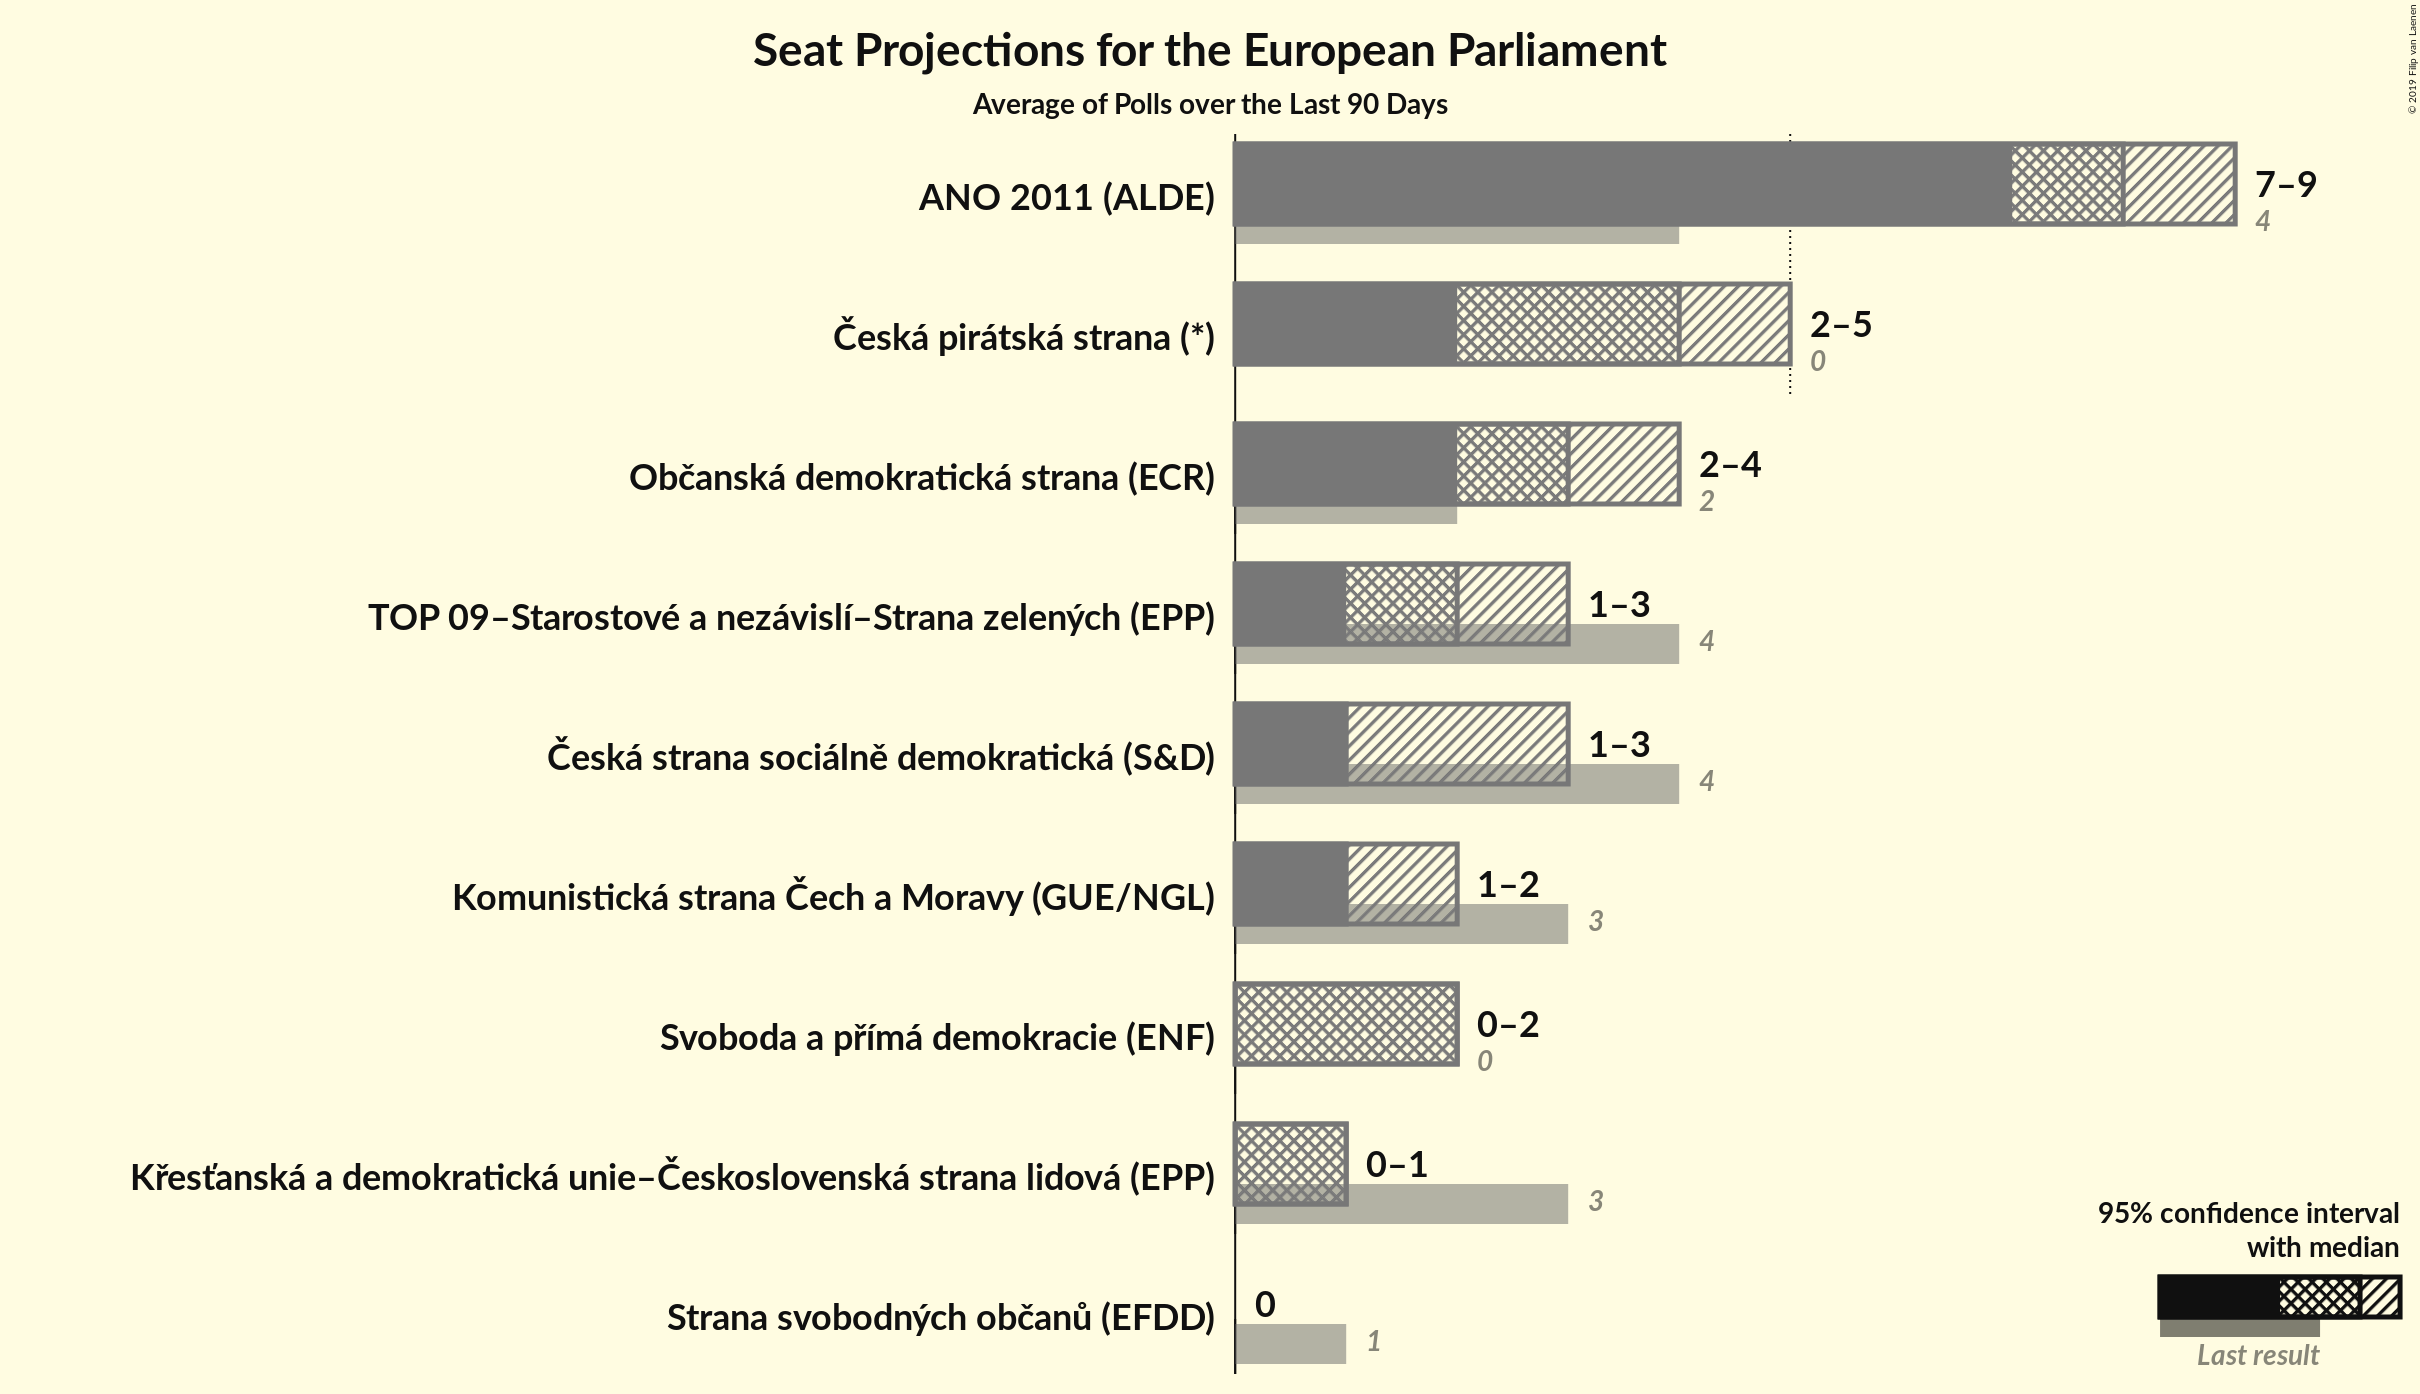 Seat Projections for the European Parliament
Average of Polls over the Last 90 Days
© 2019 Filip van Laenen
ANO 2011 (ALDE)
7–9
4
Česká pirátská strana (*)
2–5
0
Občanská demokratická strana (ECR)
2–4
2
TOP 09–Starostové a nezávislí–Strana zelených (EPP)
1–3
4
Česká strana sociálně demokratická (S&D)
1–3
4
Komunistická strana Čech a Moravy (GUE/NGL)
1–2
3
Svoboda a přímá demokracie (ENF)
0–2
0
Křesťanská a demokratická unie–Československá strana lidová (EPP)
0–1
3
Strana svobodných občanů (EFDD)
0
1
95% confidence interval
with median
Last result